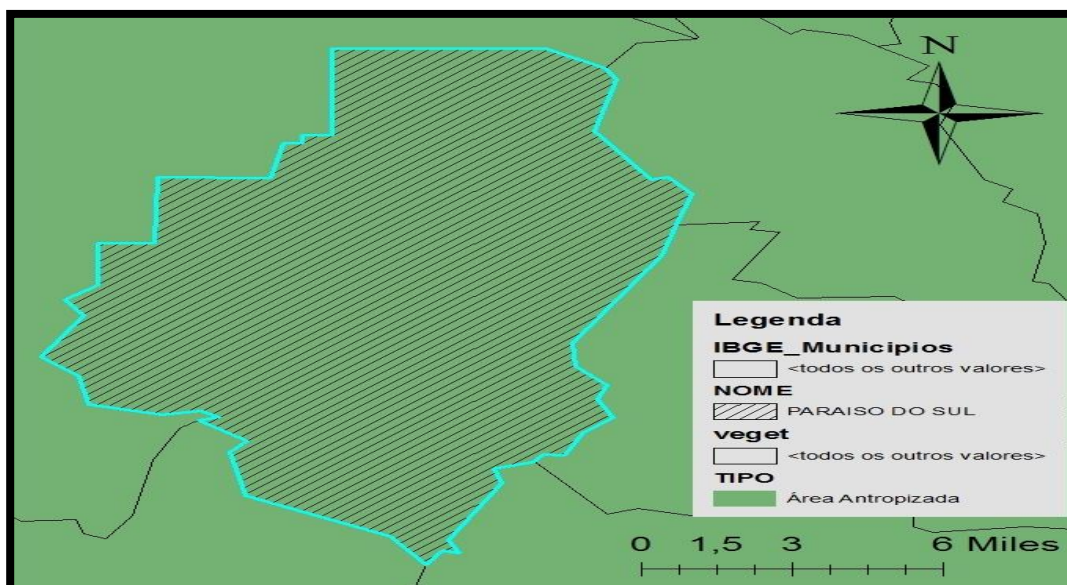 N
Legenda
IBGE_Municipios
<todos os outros valores>
NOME
PARAISO DO SUL
veget
<todos os outros valores>
TIPO
Área Antropizada
0 1,5 3 6 Miles